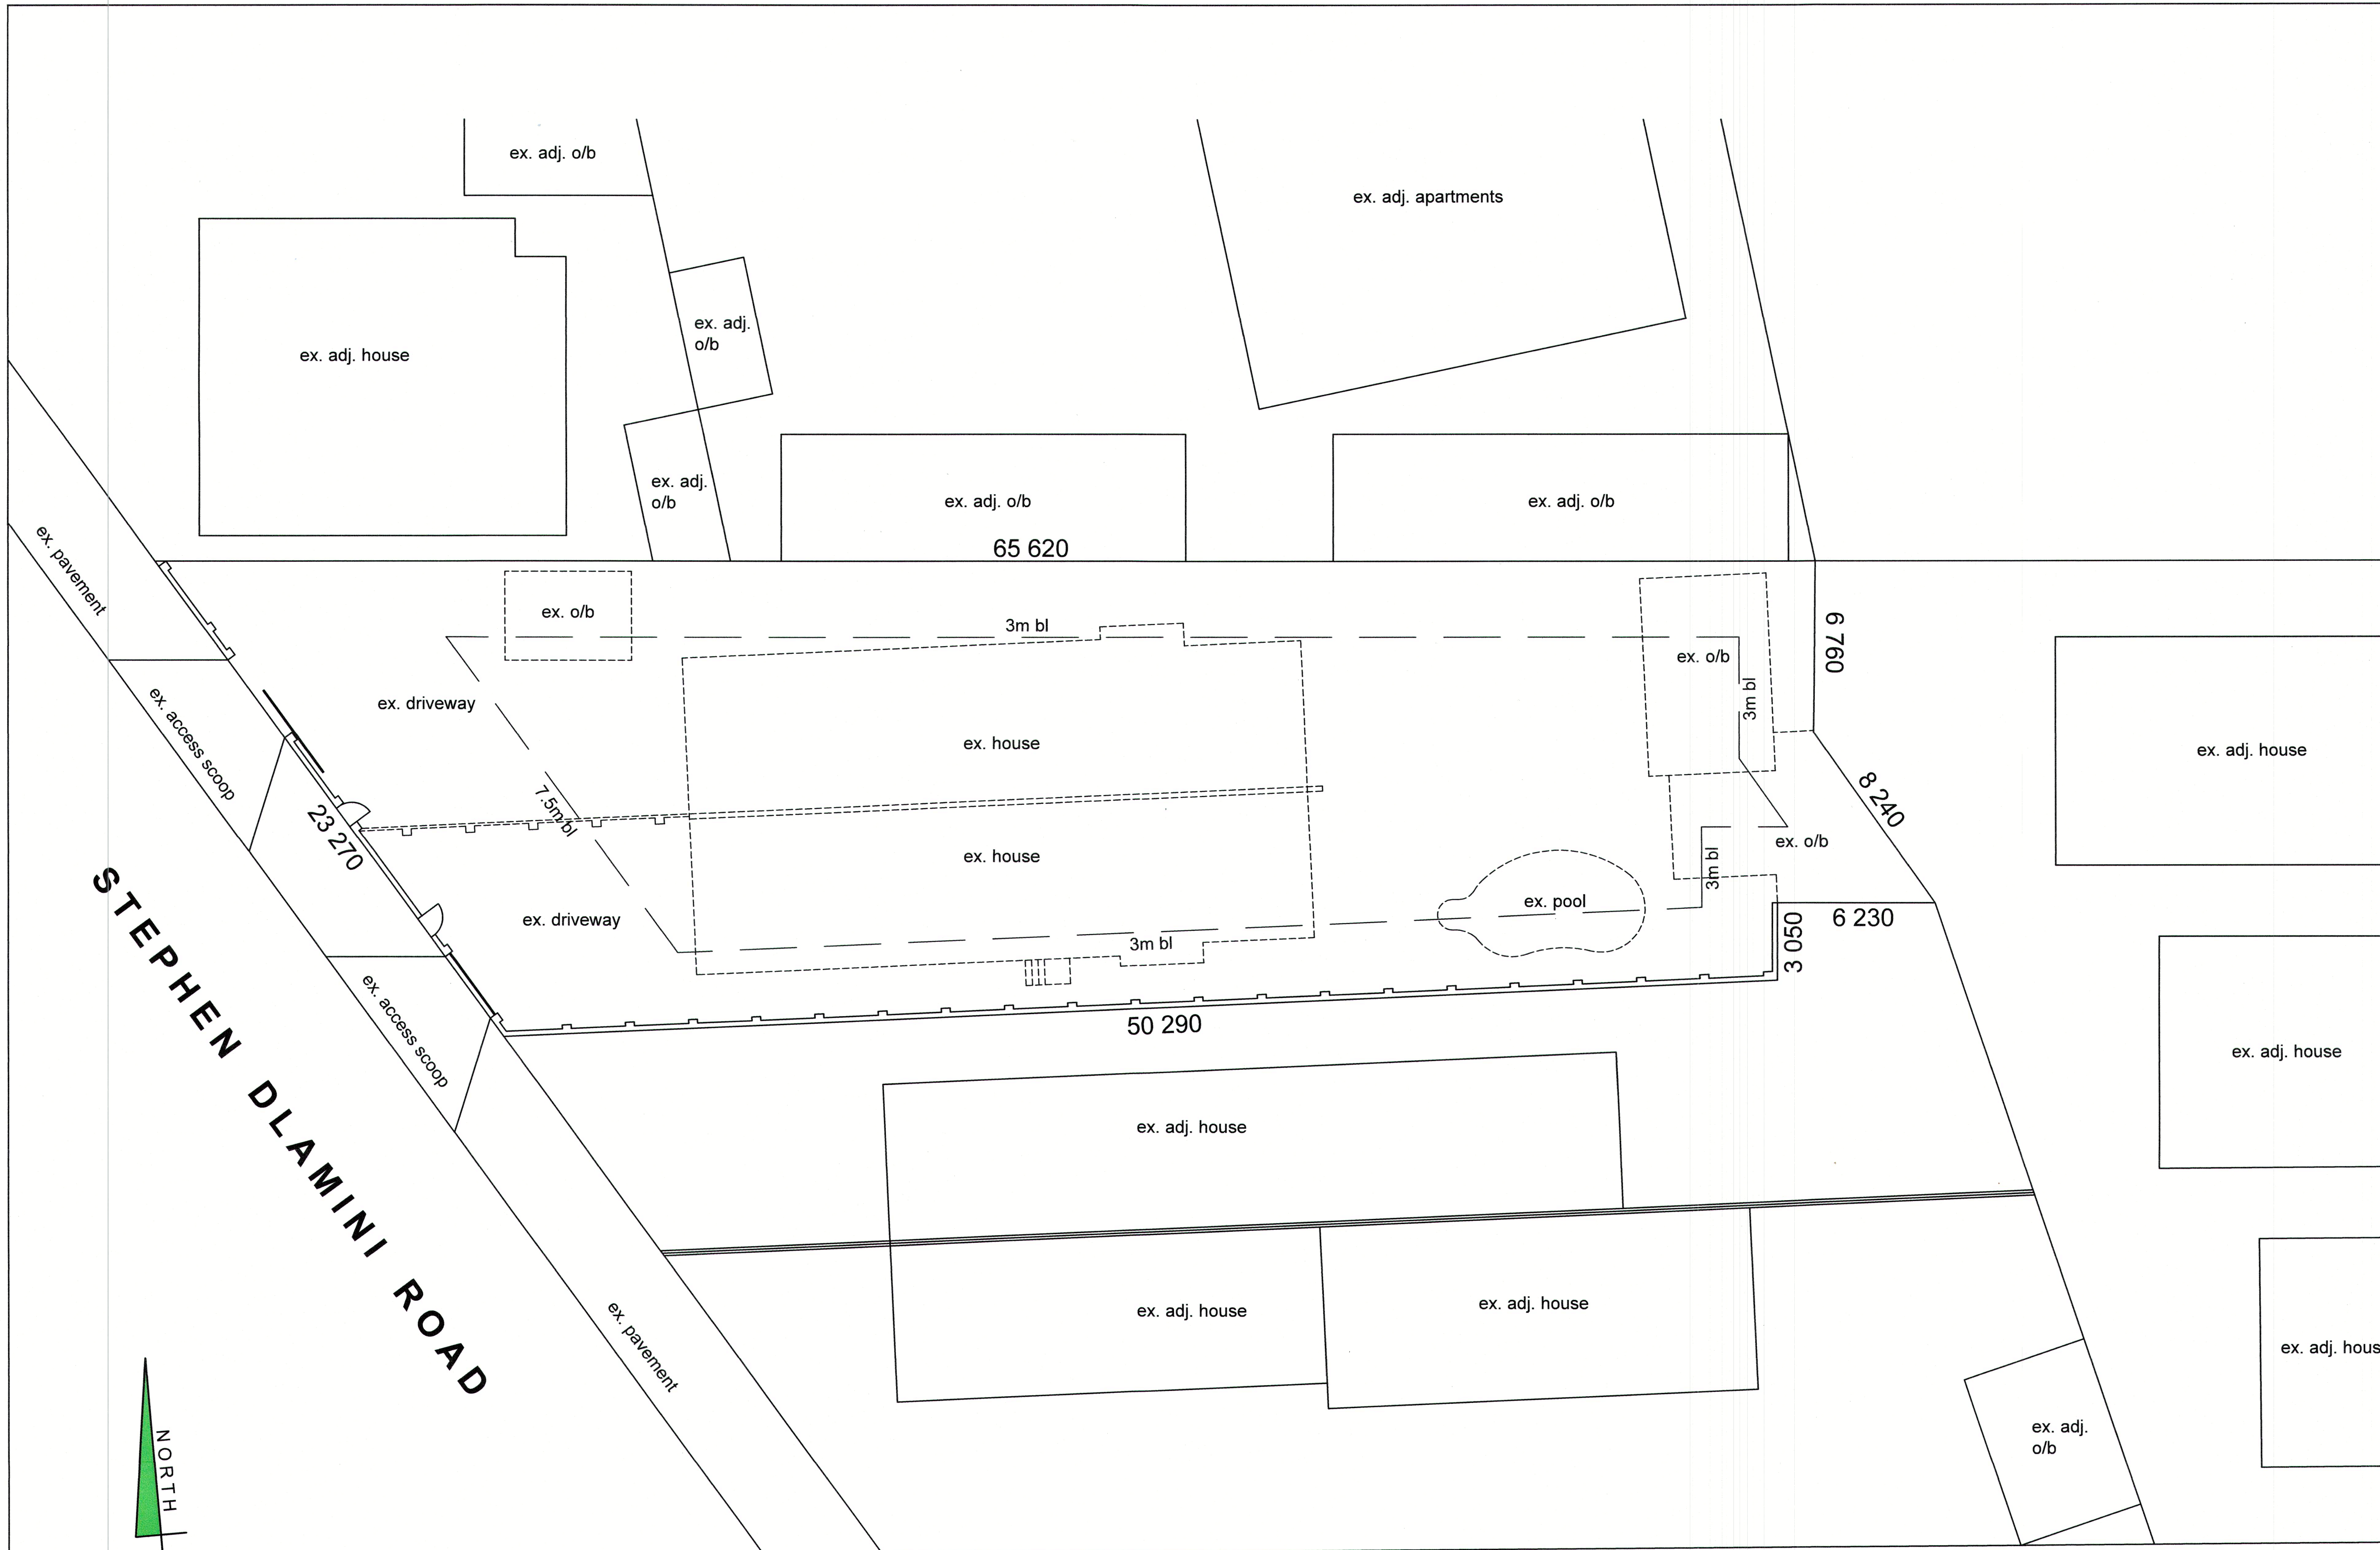 ex. adj. o/b
ex. adj. apartments
ex. adj. house
ex. adj.
o/b
ex. adj.
o/b
ex. adj. o/b
ex. adj. o/b
65 620
ex. pavement
ex. o/b
3m bl
6 760
ex. o/b
3m bl
ex. driveway
ex. access scoop
ex. house
ex. adj. house
7.5m bl
8 240
23 270
ex. house
ex. o/b
3m bl
ex. pool
ex. driveway
3m bl
3 050
6 230
STEPHEN DLAMINI ROAD
ex. access scoop
50 290
ex. adj. house
ex. adj. house
ex. adj. house
ex. adj. house
ex. pavement
ex. adj. hous
ex. adj.
o/b
NORTH